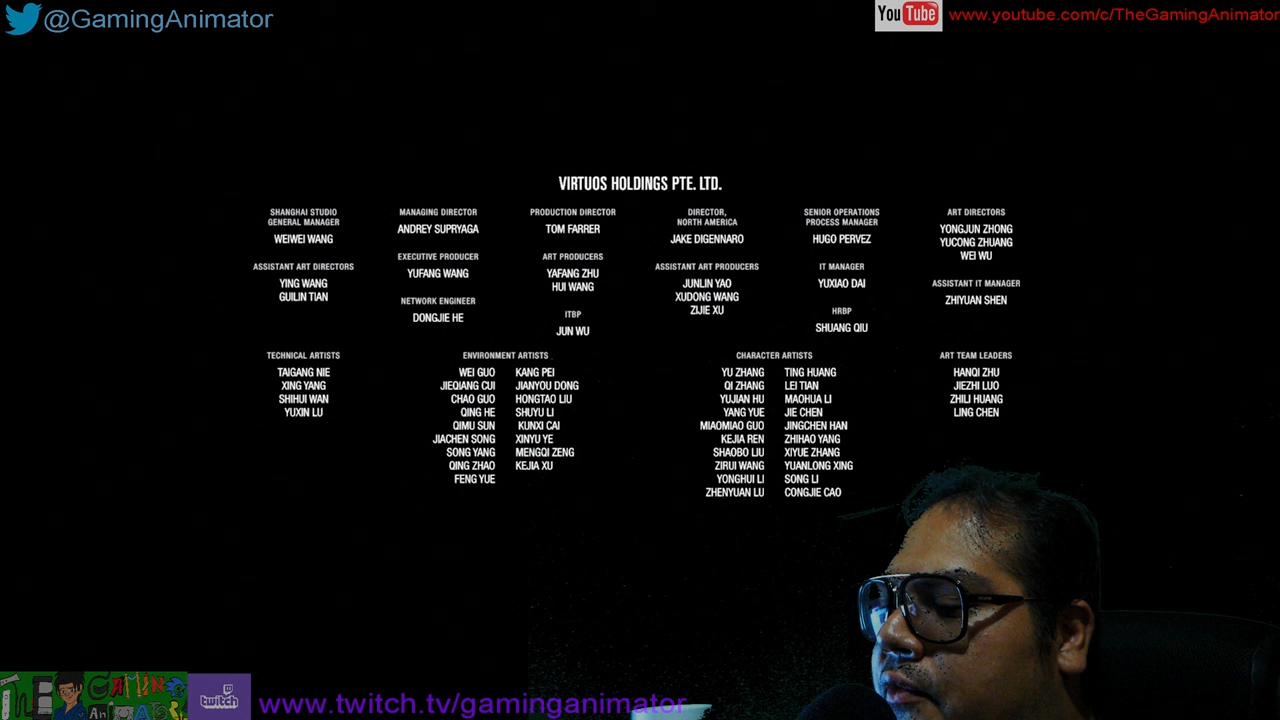 @GamingAnimator
You Tube
www.youtube.com/c/TheGamingAnimator
VIRTUOS HOLDINGS PTE. LTD.
SHANGHAI STUDIO
GENERAL MANAGER
WEIWEI WANG
MANAGING DIRECTOR
ANDREY SUPRYAGA
PRODUCTION DIRECTOR
TOM FARRER
DIRECTOR,
NORTH AMERICA
JAKE DIGENNARO
SENIOR OPERATIONS
PROCESS MANAGER
HUGO PERVEZ
ART DIRECTORS
YONGJUN ZHONG
YUCONG ZHUANG
WEI WU
ASSISTANT ART DIRECTORS
YING WANG
GUILIN TIAN
EXECUTIVE PRODUCER
YUFANG WANG
ART PRODUCERS
YAFANG ZHU
HUI WANG
ASSISTANT ART PRODUCERS
JUNLIN YAO
XUDONG WANG
ZIJIE XU
IT MANAGER
YUXIAO DAI
ASSISTANT IT MANAGER
ZHIYUAN SHEN
NETWORK ENGINEER
DONGJIE HE
ITBP
JUN WU
HRBP
SHUANG QIU
TECHNICAL ARTISTS
TAIGANG NIE
XING YANG
SHIHUI WAN
YUXIN LU
ENVIRONMENT ARTISTS
WEI GUO KANG PEI
JIEQIANG CUI JIANYOU DONG
CHAO GUO HONGTAO LIU
QING HE SHUYU LI
QIMU SUN KUNXI CAI
JIACHEN SONG XINYU YE
SONG YANG MENGQI ZENG
QING ZHAO KEJIA XU
FENG YUE
CHARACTER ARTISTS
YU ZHANG TING HUANG
QI ZHANG LEI TIAN
YUJIAN HU MAOHUA LI
YANG YUE JIE CHEN
MIAOMIAO GUO JINGCHEN HAN
KEJIA REN ZHIHAO YANG
SHAOBO LIU XIYUE ZHANG
ZIRUI WANG YUANLONG XING
YONGHUI LI SONG LI
ZHENYUAN LU CONGJIE CAO
ART TEAM LEADERS
HANQI ZHU
JIEZHI LUO
ZHILI HUANG
LING CHEN
THE GAMING
ANIMATOR
twitch
www.twitch.tv/gaminganimator